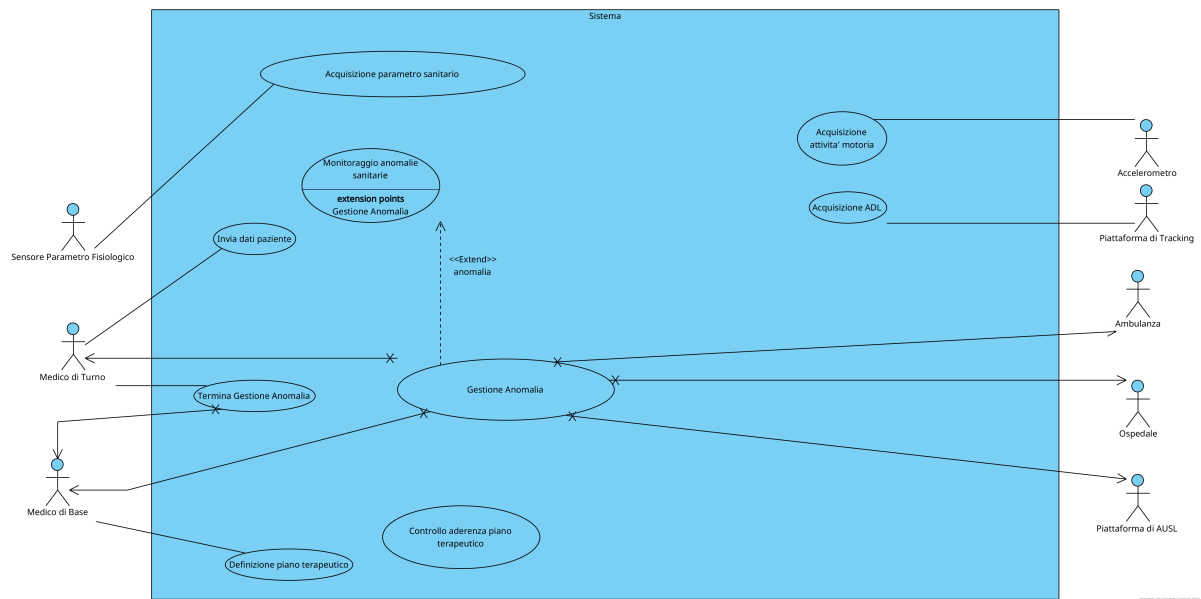 Sistema
Acquisizione parametro sanitario
Acquisizione
attivita' motoria
Accelerometro
Monitoraggio anomalie
sanitarie
extension points
Gestione Anomalia
Acquisizione ADL
Piattaforma di Tracking
Sensore Parametro Fisiologico
Invia dati paziente
<<Extend>>
anomalia
Ambulanza
Medico di Turno
Termina Gestione Anomalia
Gestione Anomalia
Ospedale
Medico di Base
Controllo aderenza piano
terapeutico
Piattaforma di AUSL
Definizione piano terapeutico